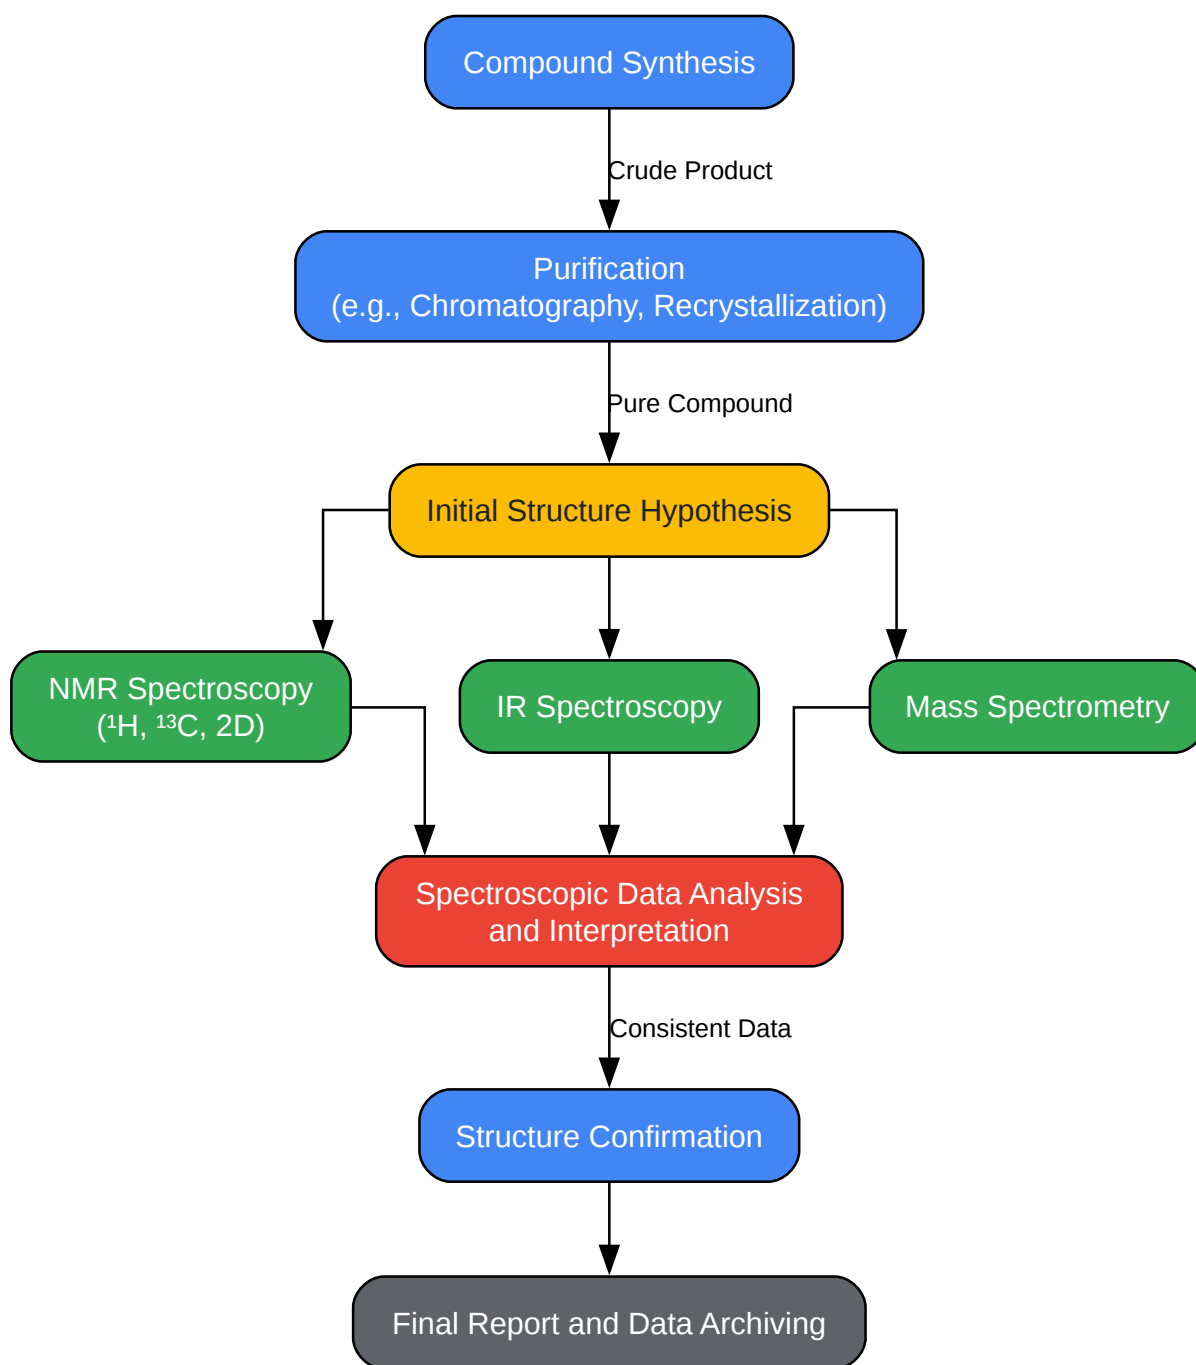 Compound Synthesis
Crude Product
Purification
(e.g., Chromatography, Recrystallization)
Pure Compound
Initial Structure Hypothesis
NMR Spectroscopy
(¹H, ¹³C, 2D)
IR Spectroscopy
Mass Spectrometry
Spectroscopic Data Analysis
and Interpretation
Consistent Data
Structure Confirmation
Final Report and Data Archiving